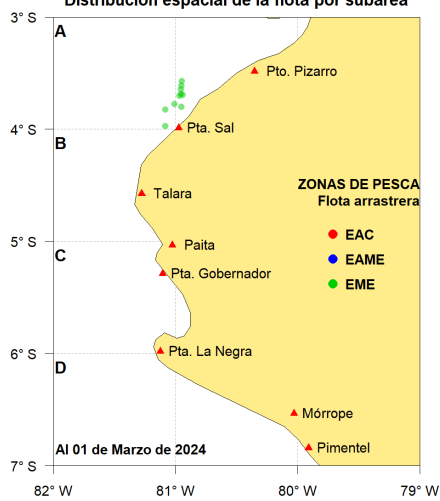 Distribución espacial de la flota por subárea
3° S
A
Pto. Pizarro
4° S
Pta. Sal
B
Talara
ZONAS DE PESCA
Flota arrastrera
EAC
5° S
Paita
C
EAME
Pta. Gobernador
EME
6° S
Pta. La Negra
D
Mórrope
Al 01 de Marzo de 2024
Pimentel
7° S
82° W
81° W
80° W
79° W